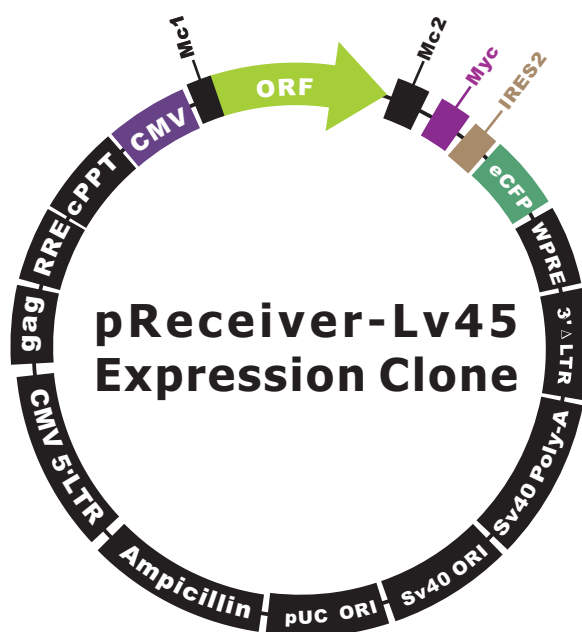 Mc1
ORF
Mc2
Myc
IRES2
eCFP
WPRE
3'ΔLTR
Sv40 Poly-A
Sv40 ORI
pUC ORI
Ampicillin
CMV 5'LTR
gag
RRE
cPPT
CMV
pReceiver-Lv45
Expression Clone